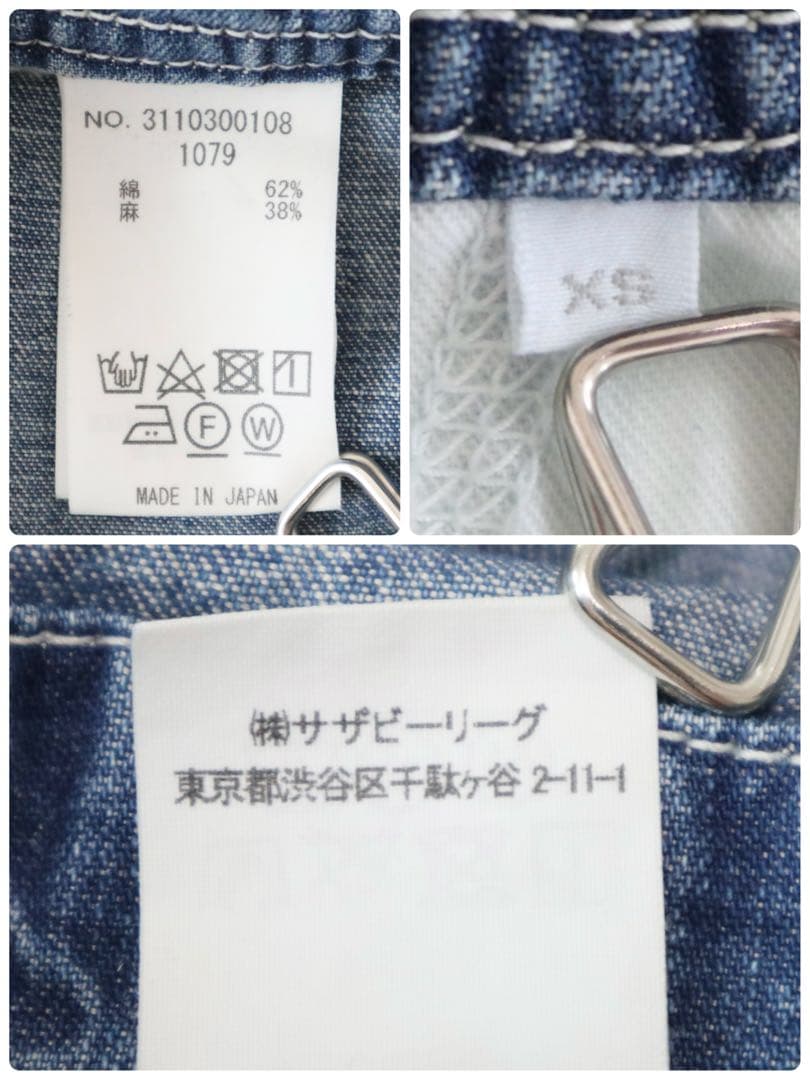 NO. 3110300108
1079
綿 62%
麻 38%
F W
MADE IN JAPAN
XS
㈱サザビーリーグ
東京都渋谷区千駄ヶ谷 2-11-1